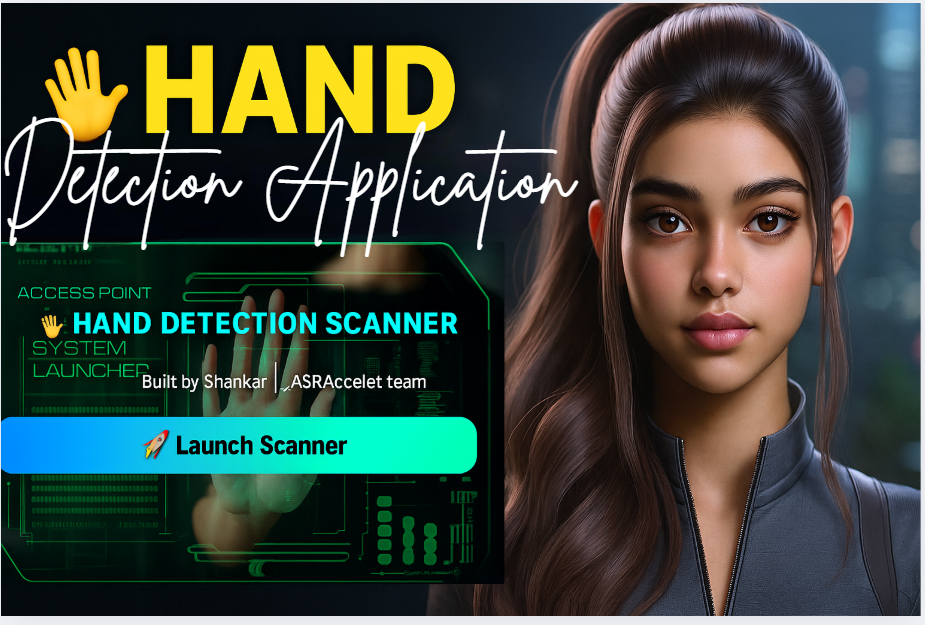 HAND
Detection Application
ACCESS POINT
HAND DETECTION SCANNER
SYSTEM
LAUNCHER
Built by Shankar | ASRAccelet team
Launch Scanner